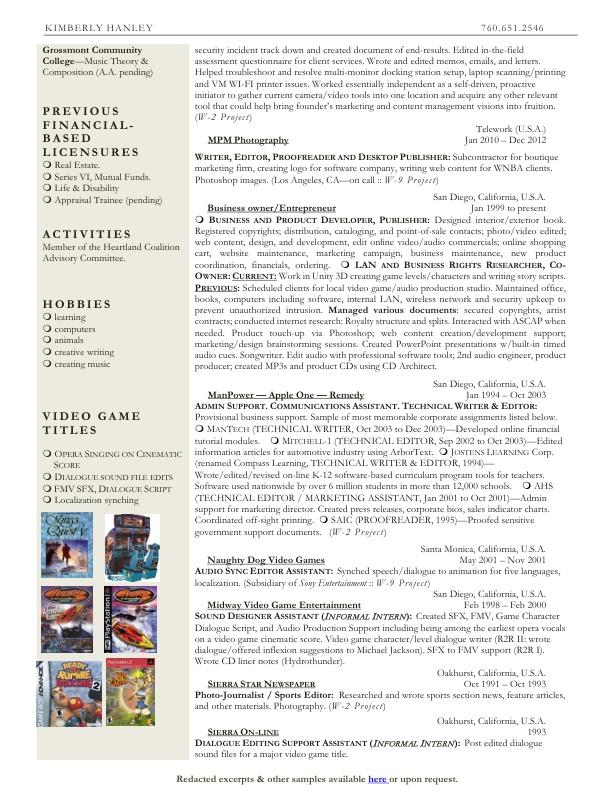 KIMBERLY HANLEY
760.651.2546
Grossmont Community
College—Music Theory &
Composition (A.A. pending)
PREVIOUS
FINANCIAL-
BASED
LICENSURES
❍ Real Estate.
❍ Series VI, Mutual Funds.
❍ Life & Disability
❍ Appraisal Trainee (pending)
ACTIVITIES
Member of the Heartland Coalition
Advisory Committee.
HOBBIES
❍ learning
❍ computers
❍ animals
❍ creative writing
❍ creating music
VIDEO GAME
TITLES
❍ OPERA SINGING ON CINEMATIC
SCORE
❍ DIALOGUE SOUND FILE EDITS
❍ FMV SFX, DIALOGUE SCRIPT
❍ Localization synching
King's
Quest V
PlayStation
GAME BOY ADVANCE
READY
RUMBLE
BOXING
2
PlayStation 2
security incident track down and created document of end-results. Edited in-the-field
assessment questionnaire for client services. Wrote and edited memos, emails, and letters.
Helped troubleshoot and resolve multi-monitor docking station setup, laptop scanning/printing
and VM WI-FI printer issues. Worked essentially independent as a self-driven, proactive
initiator to gather current camera/video tools into one location and acquire any other relevant
tool that could help bring founder's marketing and content management visions into fruition.
(W-2 Project)
Telework (U.S.A.)
MPM Photography Jan 2010 – Dec 2012
WRITER, EDITOR, PROOFREADER AND DESKTOP PUBLISHER: Subcontractor for boutique
marketing firm, creating logo for software company, writing web content for WNBA clients.
Photoshop images. (Los Angeles, CA—on call :: W-9 Project)
San Diego, California, U.S.A.
Business owner/Entrepreneur Jan 1999 to present
❍ BUSINESS AND PRODUCT DEVELOPER, PUBLISHER: Designed interior/exterior book.
Registered copyrights; distribution, cataloging, and point-of-sale contacts; photo/video edited;
web content, design, and development, edit online video/audio commercials; online shopping
cart, website maintenance, marketing campaign, business maintenance, new product
coordination, financials, ordering. ❍ LAN AND BUSINESS RIGHTS RESEARCHER, CO-
OWNER: CURRENT: Work in Unity 3D creating game levels/characters and writing story scripts.
PREVIOUS: Scheduled clients for local video game/audio production studio. Maintained office,
books, computers including software, internal LAN, wireless network and security upkeep to
prevent unauthorized intrusion. Managed various documents: secured copyrights, artist
contracts; conducted internet research: Royalty structure and splits. Interacted with ASCAP when
needed. Product touch-up via Photoshop; web content creation/development support;
marketing/design brainstorming sessions. Created PowerPoint presentations w/built-in timed
audio cues. Songwriter. Edit audio with professional software tools; 2nd audio engineer, product
producer; created MP3s and product CDs using CD Architect.
San Diego, California, U.S.A.
ManPower — Apple One — Remedy Jan 1994 – Oct 2003
ADMIN SUPPORT. COMMUNICATIONS ASSISTANT. TECHNICAL WRITER & EDITOR:
Provisional business support. Sample of most memorable corporate assignments listed below.
❍ MANTECH (TECHNICAL WRITER, Oct 2003 to Dec 2003)—Developed online financial
tutorial modules. ❍ MITCHELL-1 (TECHNICAL EDITOR, Sep 2002 to Oct 2003)—Edited
information articles for automotive industry using ArborText. ❍ JOSTENS LEARNING Corp.
(renamed Compass Learning, TECHNICAL WRITER & EDITOR, 1994)—
Wrote/edited/revised on-line K-12 software-based curriculum program tools for teachers.
Software used nationwide by over 6 million students in more than 12,000 schools. ❍ AHS
(TECHNICAL EDITOR / MARKETING ASSISTANT, Jan 2001 to Oct 2001)—Admin
support for marketing director. Created press releases, corporate bios, sales indicator charts.
Coordinated off-sight printing. ❍ SAIC (PROOFREADER, 1995)—Proofed sensitive
government support documents. (W-2 Project)
Santa Monica, California, U.S.A.
Naughty Dog Video Games May 2001 – Nov 2001
AUDIO SYNC EDITOR ASSISTANT: Synched speech/dialogue to animation for five languages,
localization. (Subsidiary of Sony Entertainment :: W-9 Project)
San Diego, California, U.S.A.
Midway Video Game Entertainment Feb 1998 – Feb 2000
SOUND DESIGNER ASSISTANT (INFORMAL INTERN): Created SFX, FMV, Game Character
Dialogue Script, and Audio Production Support including being among the earliest opera vocals
on a video game cinematic score. Video game character/level dialogue writer (R2R II: wrote
dialogue/offered inflexion suggestions to Michael Jackson). SFX to FMV support (R2R I).
Wrote CD liner notes (Hydrothunder).
Oakhurst, California, U.S.A.
SIERRA STAR NEWSPAPER Oct 1991 – Oct 1993
Photo-Journalist / Sports Editor: Researched and wrote sports section news, feature articles,
and other materials. Photography. (W-2 Project)
Oakhurst, California, U.S.A.
SIERRA ON-LINE 1993
DIALOGUE EDITING SUPPORT ASSISTANT (INFORMAL INTERN): Post edited dialogue
sound files for a major video game title.
Redacted excerpts & other samples available here or upon request.